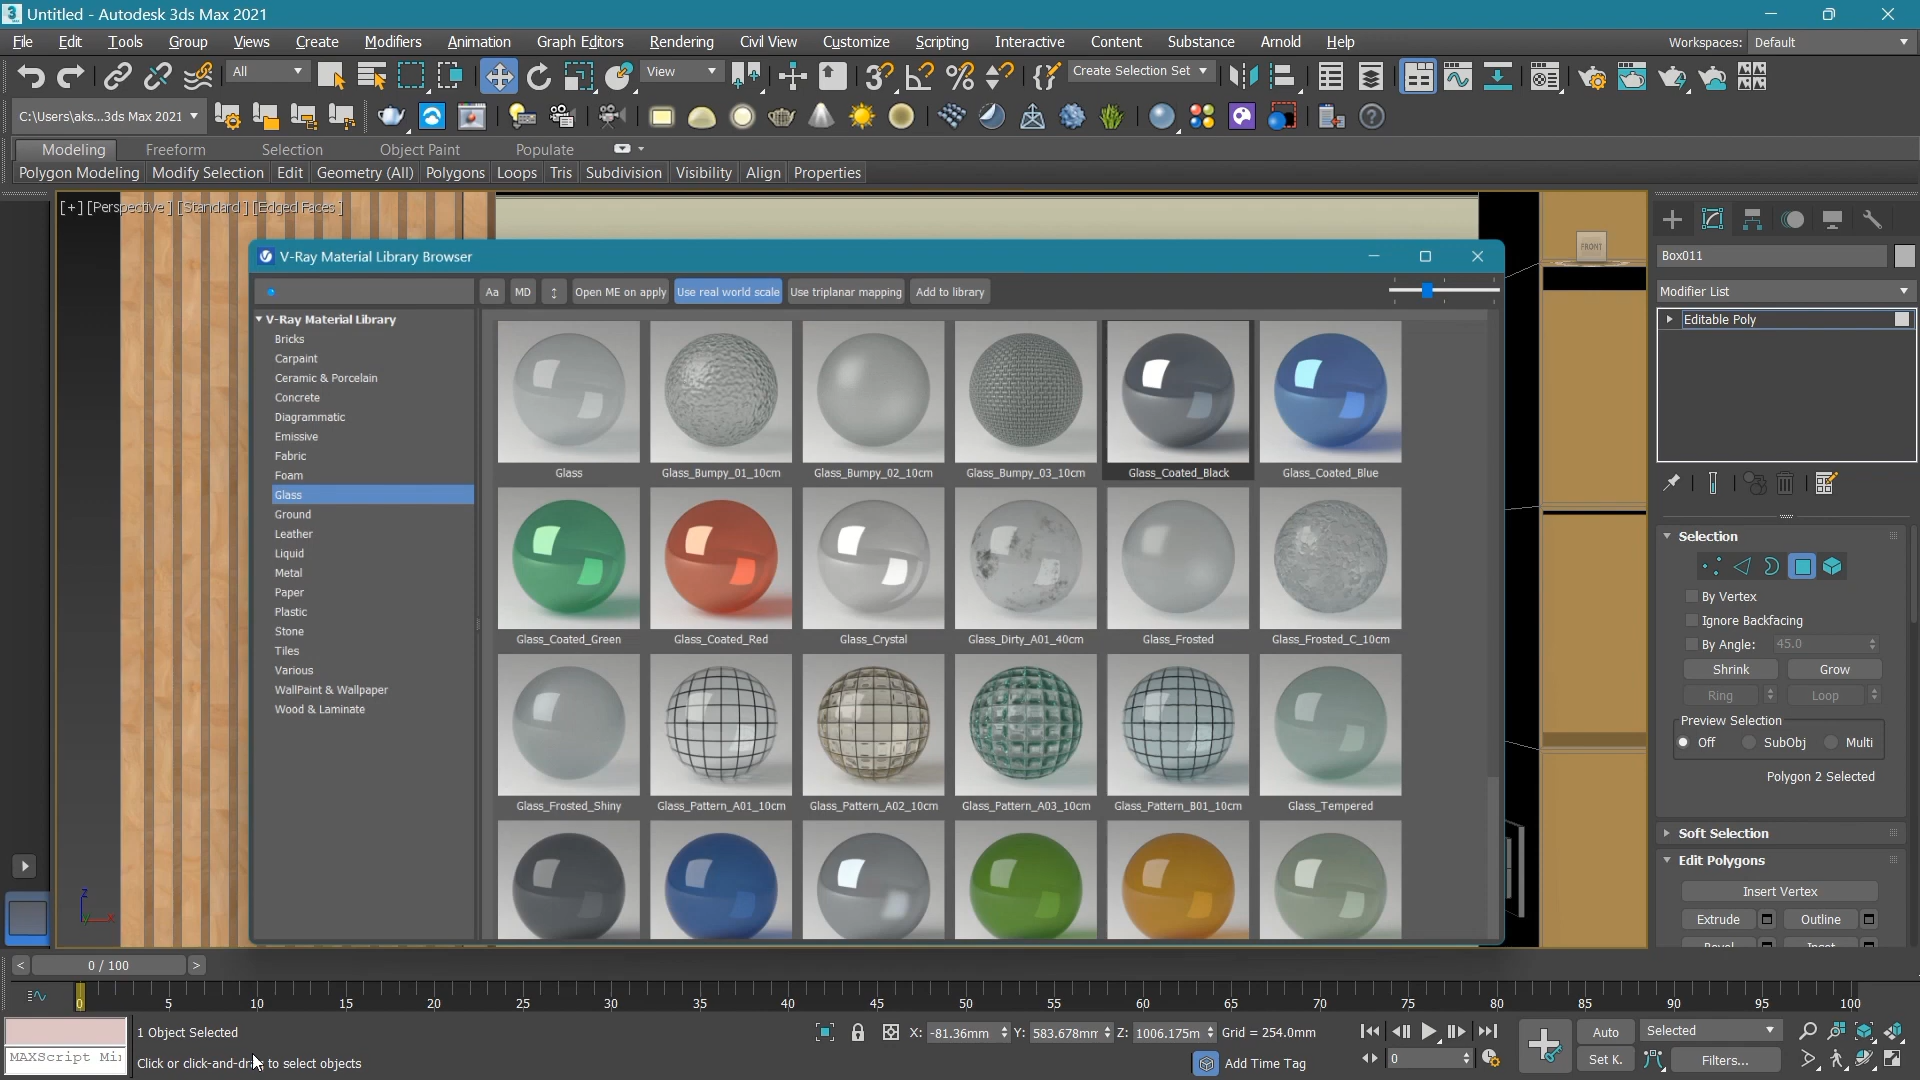 Untitled - Autodesk 3ds Max 2021
File Edit Tools Group Views Create Modifiers Animation Graph Editors Rendering Civil View Customize Scripting Interactive Content Substance Arnold Help Workspaces: Default
All View Create Selection Set
C:\Users\aks...3ds Max 2021
Modeling Freeform Selection Object Paint Populate
Polygon Modeling Modify Selection Edit Geometry (All) Polygons Loops Tris Subdivision Visibility Align Properties
[+] [Perspective] [Standard] [Edged Faces]
V-Ray Material Library Browser
Aa MD Open ME on apply Use real world scale Use triplanar mapping Add to library
V-Ray Material Library
Bricks
Carpaint
Ceramic & Porcelain
Concrete
Diagrammatic
Emissive
Fabric
Foam
Glass
Ground
Leather
Liquid
Metal
Paper
Plastic
Stone
Tiles
Various
WallPaint & Wallpaper
Wood & Laminate
Glass Glass_Bumpy_01_10cm Glass_Bumpy_02_10cm Glass_Bumpy_03_10cm Glass_Coated_Black Glass_Coated_Blue
Glass_Coated_Green Glass_Coated_Red Glass_Crystal Glass_Dirty_A01_40cm Glass_Frosted Glass_Frosted_C_10cm
Glass_Frosted_Shiny Glass_Pattern_A01_10cm Glass_Pattern_A02_10cm Glass_Pattern_A03_10cm Glass_Pattern_B01_10cm Glass_Tempered
FRONT
Box011
Modifier List
Editable Poly
Selection
By Vertex
Ignore Backfacing
By Angle: 45.0
Shrink Grow
Ring Loop
Preview Selection
Off SubObj Multi
Polygon 2 Selected
Soft Selection
Edit Polygons
Insert Vertex
Extrude Outline
Bevel Inset
z x
< 0 / 100 >
0 5 10 15 20 25 30 35 40 45 50 55 60 65 70 75 80 85 90 95 100
1 Object Selected X: -81.36mm Y: 583.678mm Z: 1006.175m Grid = 254.0mm Auto Selected
MAXScript Mi: Click or click-and-drag to select objects Add Time Tag 0 Set K. Filters...